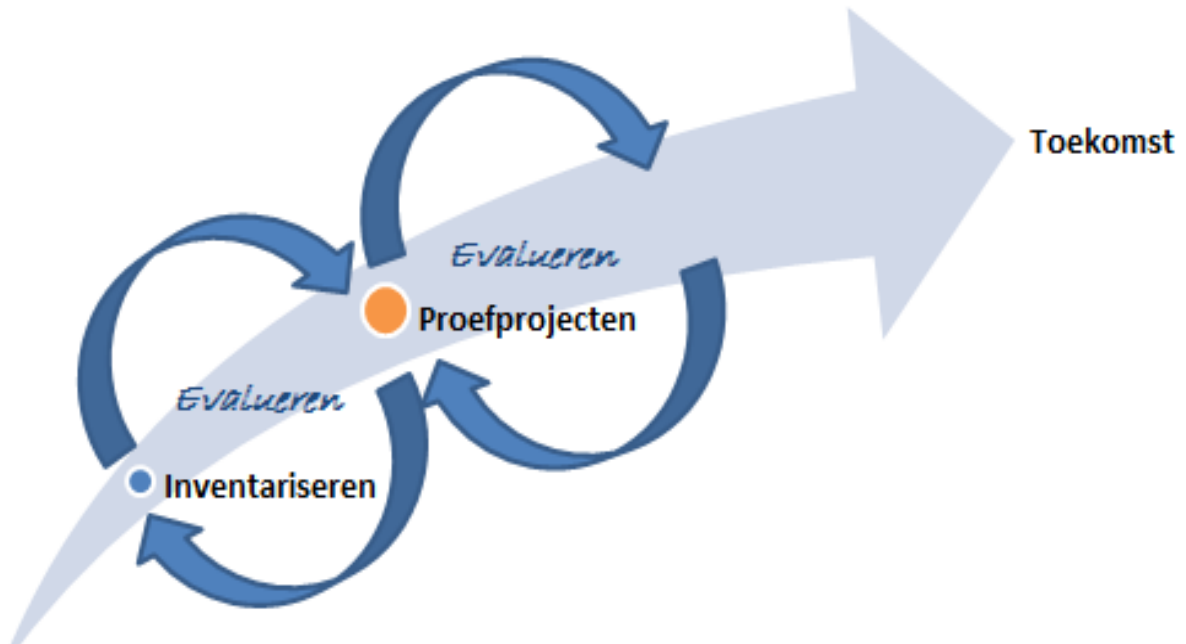 Toekomst
Evalueren
Proefprojecten
Evalueren
Inventariseren